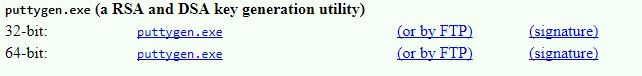 puttygen.exe (a RSA and DSA key generation utility)
32-bit: puttygen.exe (or by FTP) (signature)
64-bit: puttygen.exe (or by FTP) (signature)